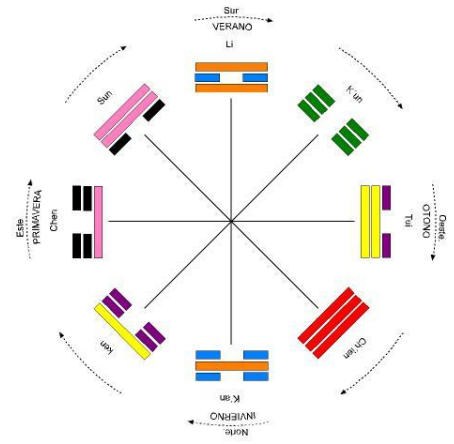 Sur
VERANO
Li
K'un
Oeste
OTOÑO
Tui
Ch'ien
K'an
INVIERNO
Norte.
Ken
Este
PRIMAVERA
Chen
Sun